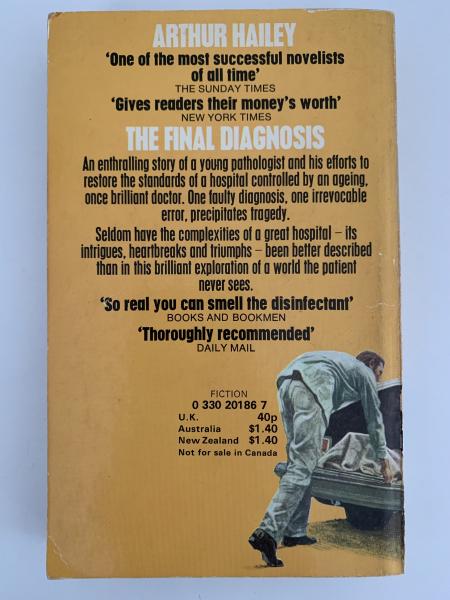 ARTHUR HAILEY
'One of the most successful novelists
of all time'
THE SUNDAY TIMES
'Gives readers their money's worth'
NEW YORK TIMES
THE FINAL DIAGNOSIS
An enthralling story of a young pathologist and his efforts to
restore the standards of a hospital controlled by an ageing,
once brilliant doctor. One faulty diagnosis, one irrevocable
error, precipitates tragedy.
Seldom have the complexities of a great hospital – its
intrigues, heartbreaks and triumphs – been better described
than in this brilliant exploration of a world the patient
never sees.
'So real you can smell the disinfectant'
BOOKS AND BOOKMEN
'Thoroughly recommended'
DAILY MAIL
FICTION
0 330 20186 7
U.K. 40p
Australia $1.40
New Zealand $1.40
Not for sale in Canada